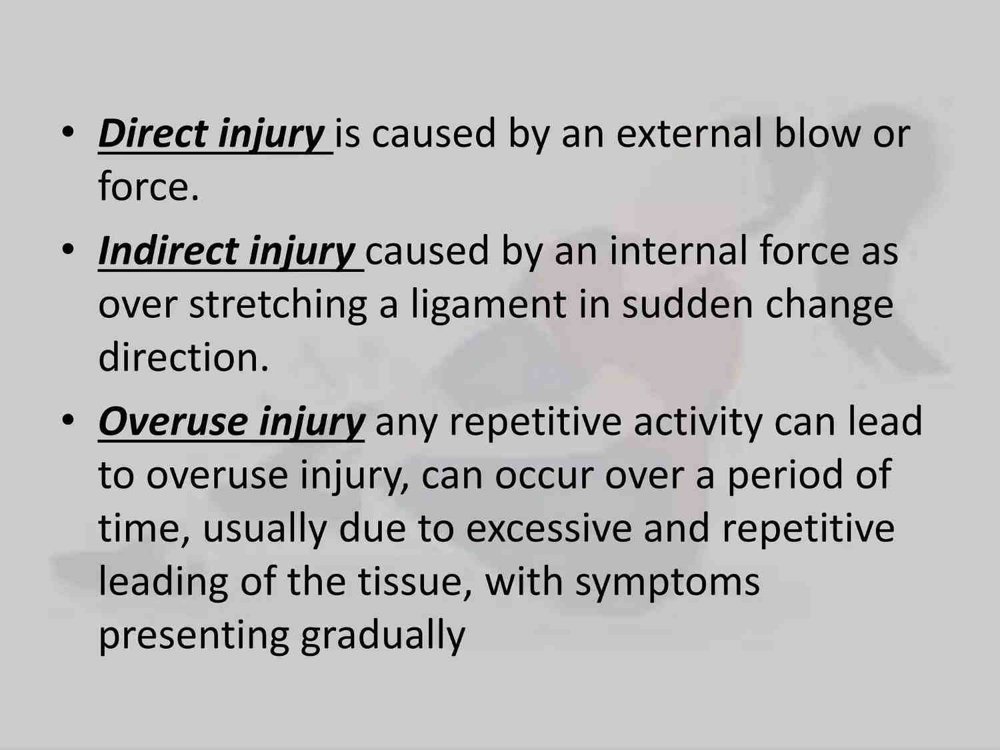 • Direct injury is caused by an external blow or
force.
• Indirect injury caused by an internal force as
over stretching a ligament in sudden change
direction.
• Overuse injury any repetitive activity can lead
to overuse injury, can occur over a period of
time, usually due to excessive and repetitive
leading of the tissue, with symptoms
presenting gradually